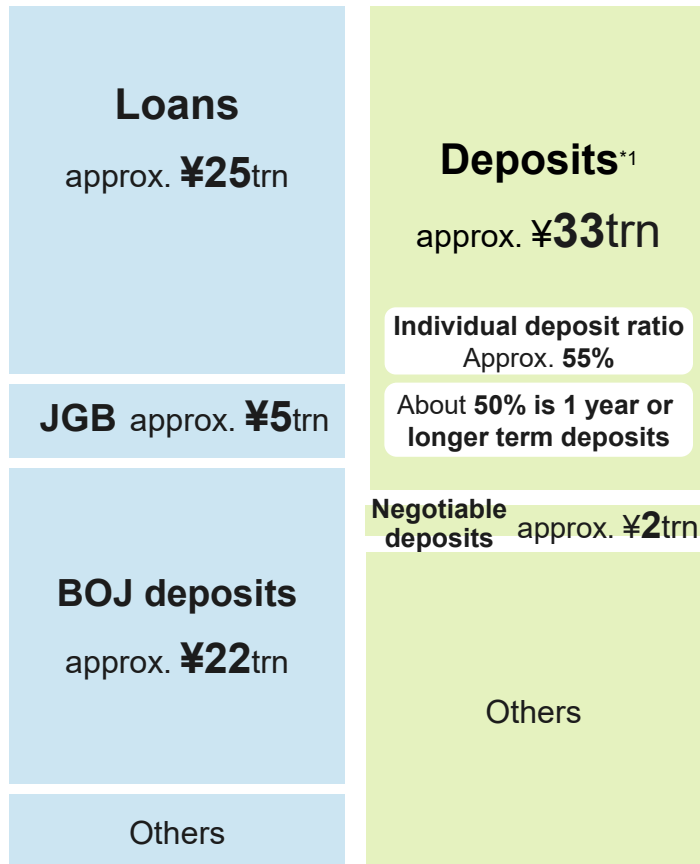 Loans
approx. ¥25trn
JGB approx. ¥5trn
BOJ deposits
approx. ¥22trn
Others
Deposits*1
approx. ¥33trn
Individual deposit ratio
Approx. 55%
About 50% is 1 year or
longer term deposits
Negotiable
deposits approx. ¥2trn
Others